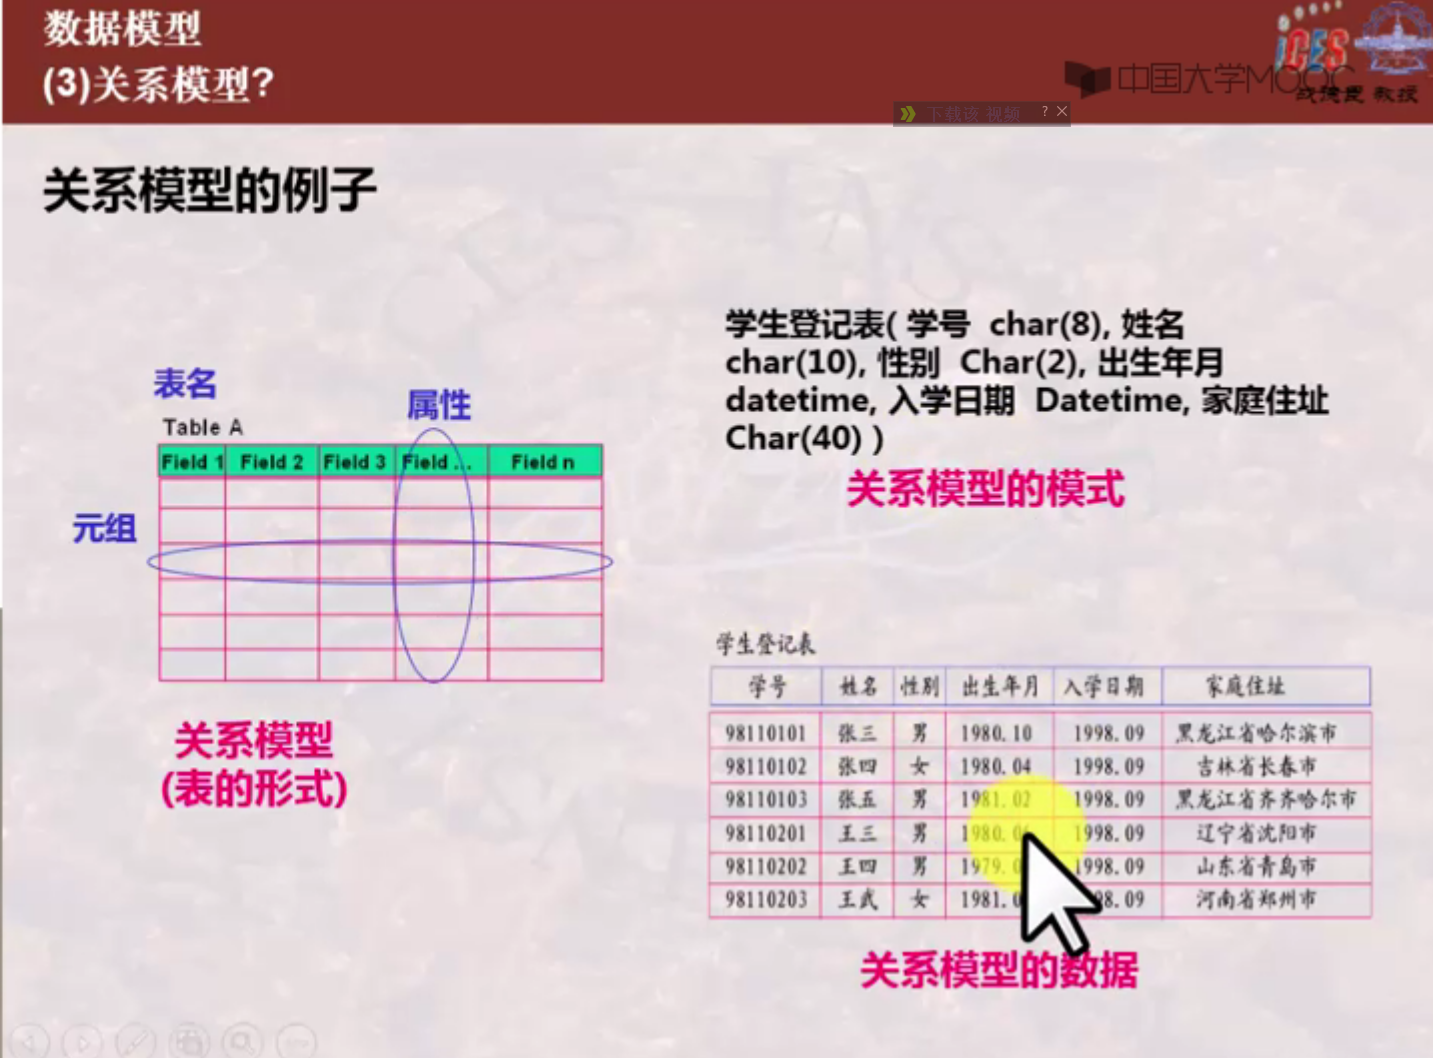 数据模型
(3)关系模型?
iCES
中国大学MOOC
战德臣 教授
下载该 视频 ?
关系模型的例子
表名
属性
Table A
Field 1 Field 2 Field 3 Field ... Field n
元组
关系模型
(表的形式)
学生登记表( 学号 char(8), 姓名
char(10), 性别 Char(2), 出生年月
datetime, 入学日期 Datetime, 家庭住址
Char(40) )
关系模型的模式
学生登记表
学号 姓名 性别 出生年月 入学日期 家庭住址
98110101 张三 男 1980.10 1998.09 黑龙江省哈尔滨市
98110102 张四 女 1980.04 1998.09 吉林省长春市
98110103 张五 男 1981.02 1998.09 黑龙江省齐齐哈尔市
98110201 王三 男 1980.0 1998.09 辽宁省沈阳市
98110202 王四 男 1979.0 1998.09 山东省青岛市
98110203 王武 女 1981.0 98.09 河南省郑州市
关系模型的数据